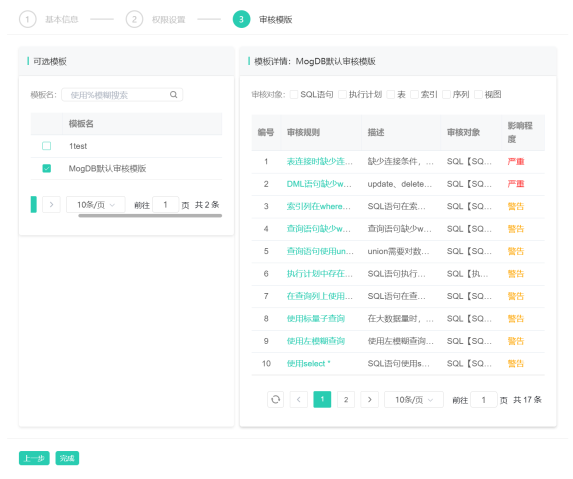 1 基本信息 2 权限设置 3 审核模版
可选模板
模板名: 使用%模糊搜索
模板名
1test
MogDB默认审核模版
10条/页 前往 1 页 共2条
模板详情: MogDB默认审核模版
审核对象: SQL语句 执行计划 表 索引 序列 视图
编号 审核规则 描述 审核对象 影响程度
1 表连接时缺少连... 缺少连接条件, ... SQL【SQ... 严重
2 DML语句缺少w... update、delete... SQL【SQ... 严重
3 索引列在where... SQL语句在索... SQL【SQ... 警告
4 查询语句缺少w... 查询语句缺少w... SQL【SQ... 警告
5 查询语句使用un... union需要对数... SQL【SQ... 警告
6 执行计划中存在... SQL语句执行... SQL【执... 警告
7 在查询列上使用... SQL语句在查... SQL【SQ... 警告
8 使用标量子查询 在大数据量时, ... SQL【SQ... 警告
9 使用左模糊查询 使用左模糊查询... SQL【SQ... 警告
10 使用select * SQL语句使用s... SQL【SQ... 警告
1 2 10条/页 前往 1 页 共17条
上一步 完成